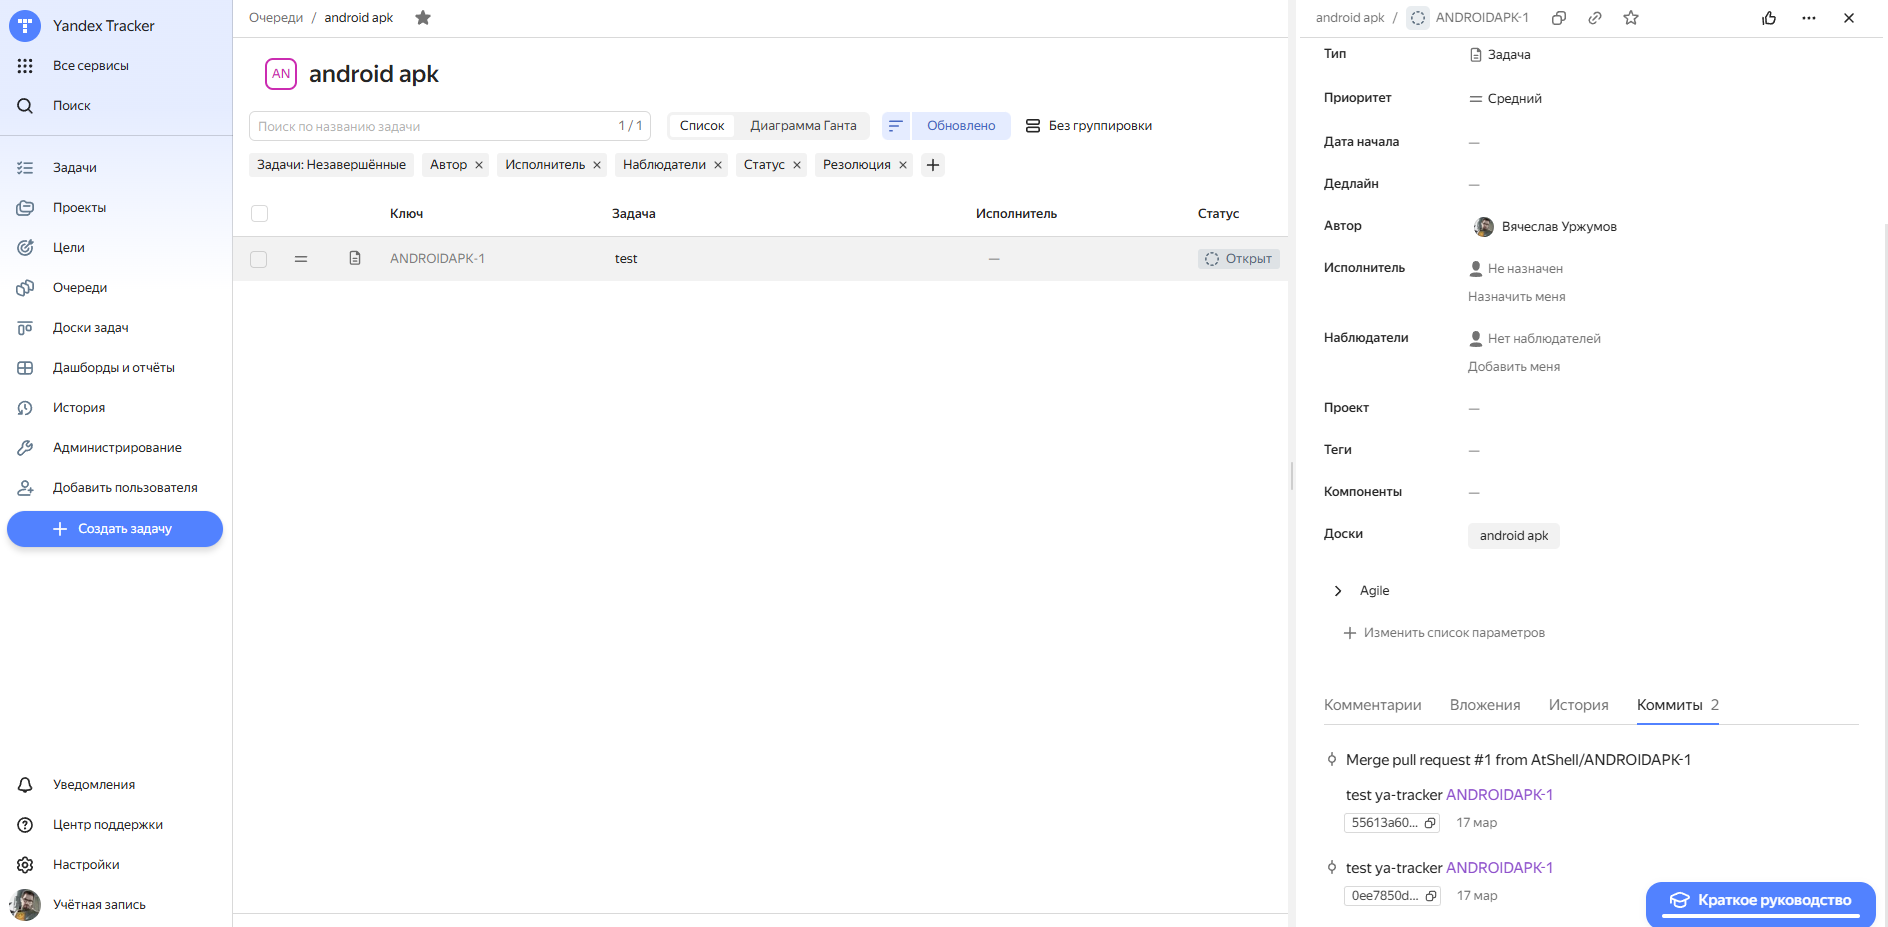 Yandex Tracker
Все сервисы
Поиск
Задачи
Проекты
Цели
Очереди
Доски задач
Дашборды и отчёты
История
Администрирование
Добавить пользователя
Создать задачу
Уведомления
Центр поддержки
Настройки
Учётная запись
Очереди / android apk
AN android apk
Поиск по названию задачи 1 / 1 Список Диаграмма Ганта Обновлено Без группировки
Задачи: Незавершённые Автор Исполнитель Наблюдатели Статус Резолюция
Ключ Задача Исполнитель Статус
ANDROIDAPK-1 test — Открыт
android apk / ANDROIDAPK-1
Тип Задача
Приоритет Средний
Дата начала —
Дедлайн —
Автор Вячеслав Уржумов
Исполнитель Не назначен
Назначить меня
Наблюдатели Нет наблюдателей
Добавить меня
Проект —
Теги —
Компоненты —
Доски android apk
Agile
Изменить список параметров
Комментарии Вложения История Коммиты 2
Merge pull request #1 from AtShell/ANDROIDAPK-1
test ya-tracker ANDROIDAPK-1
55613a60... 17 мар
test ya-tracker ANDROIDAPK-1
0ee7850d... 17 мар
Краткое руководство